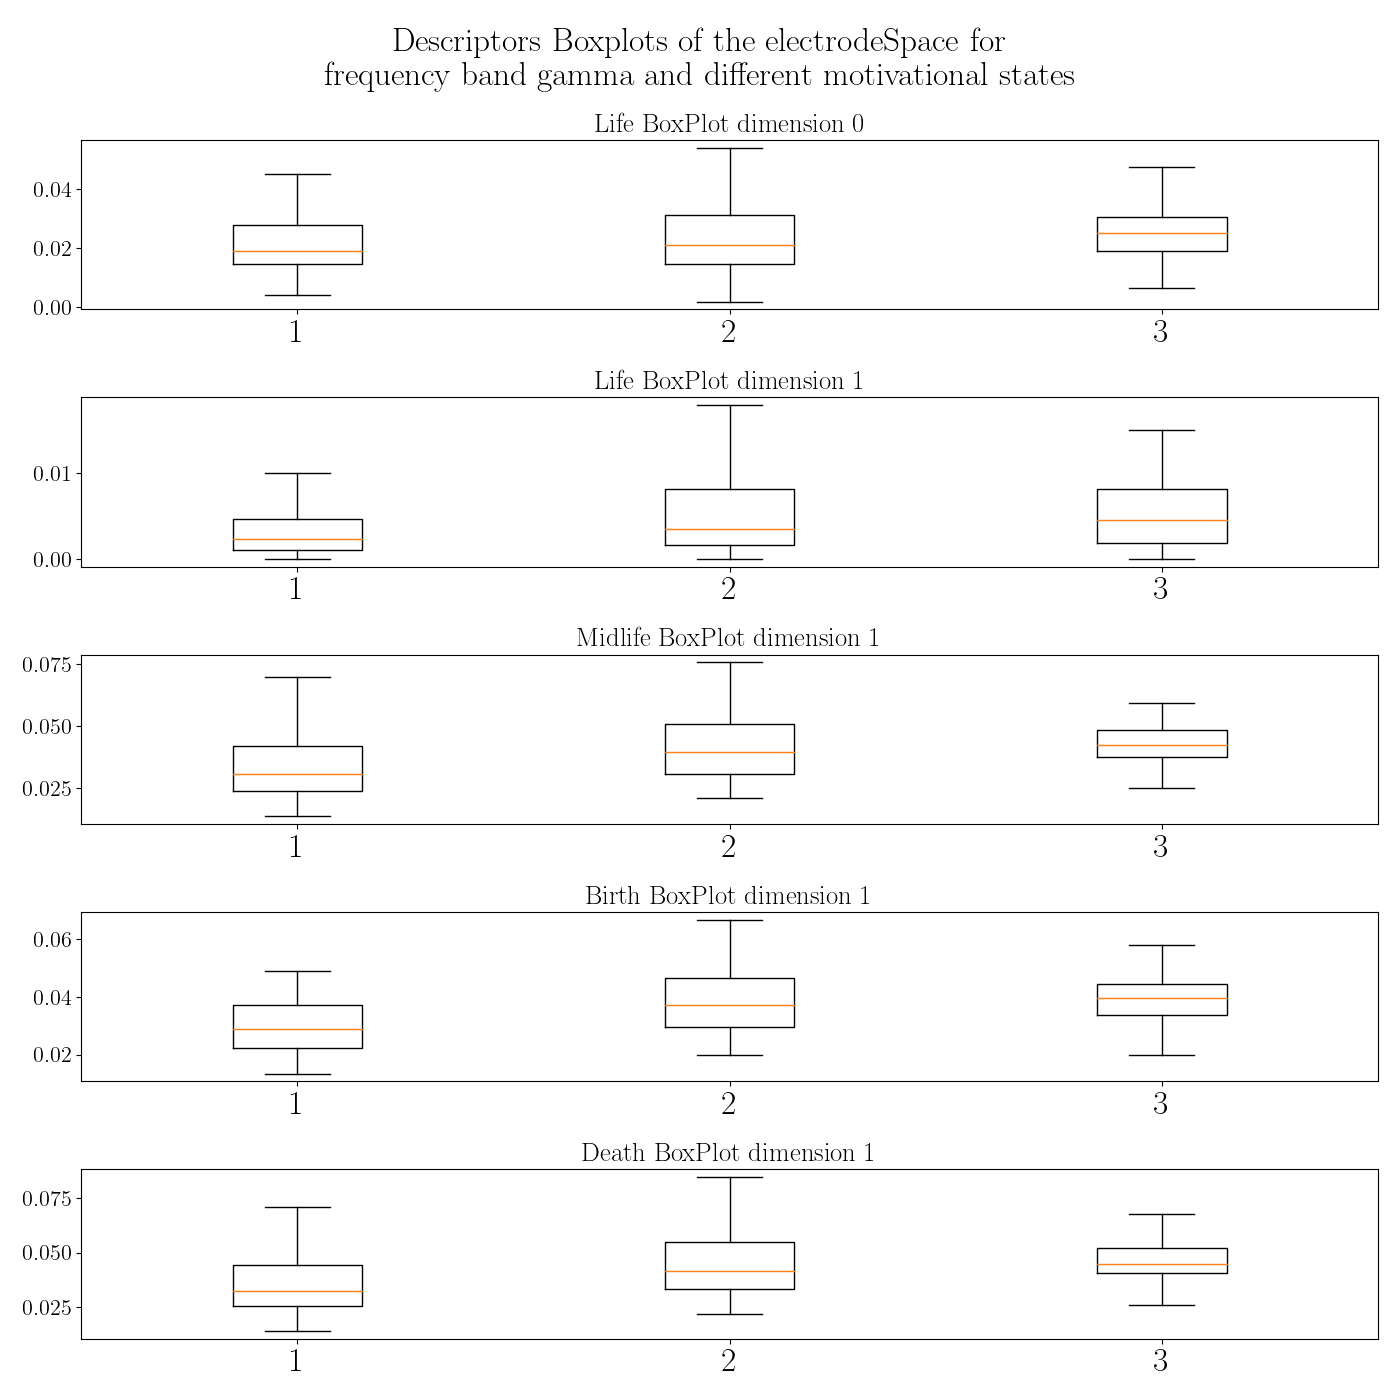 Descriptors Boxplots of the electrodeSpace for
frequency band gamma and different motivational states
Life BoxPlot dimension 0
0.04
0.02
0.00
1 2 3
Life BoxPlot dimension 1
0.01
0.00
1 2 3
Midlife BoxPlot dimension 1
0.075
0.050
0.025
1 2 3
Birth BoxPlot dimension 1
0.06
0.04
0.02
1 2 3
Death BoxPlot dimension 1
0.075
0.050
0.025
1 2 3